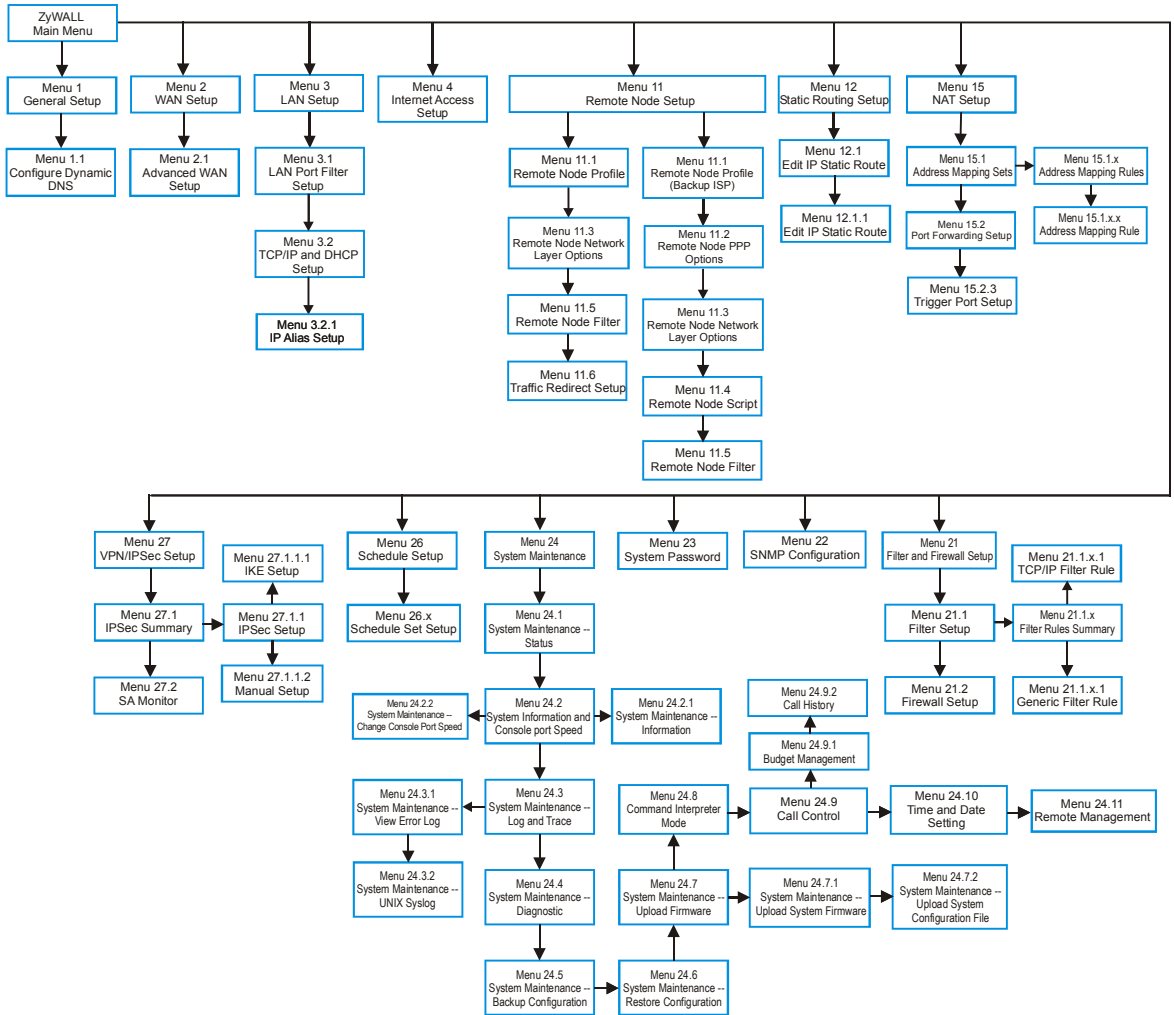 ZyWALL
Main Menu
Menu 1
General Setup
Menu 2
WAN Setup
Menu 3
LAN Setup
Menu 4
Internet Access
Setup
Menu 11
Remote Node Setup
Menu 12
Static Routing Setup
Menu 15
NAT Setup
Menu 1.1
Configure Dynamic
DNS
Menu 2.1
Advanced WAN
Setup
Menu 3.1
LAN Port Filter
Setup
Menu 3.2
TCP/IP and DHCP
Setup
Menu 3.2.1
IP Alias Setup
Menu 11.1
Remote Node Profile
Menu 11.3
Remote Node Network
Layer Options
Menu 11.5
Remote Node Filter
Menu 11.6
Traffic Redirect Setup
Menu 11.1
Remote Node Profile
(Backup ISP)
Menu 11.2
Remote Node PPP
Options
Menu 11.3
Remote Node Network
Layer Options
Menu 11.4
Remote Node Script
Menu 11.5
Remote Node Filter
Menu 12.1
Edit IP Static Route
Menu 12.1.1
Edit IP Static Route
Menu 15.1
Address Mapping Sets
Menu 15.1.x
Address Mapping Rules
Menu 15.1.x.x
Address Mapping Rule
Menu 15.2
Port Forwarding Setup
Menu 15.2.3
Trigger Port Setup
Menu 27
VPN/IPSec Setup
Menu 27.1.1.1
IKE Setup
Menu 27.1
IPSec Summary
Menu 27.1.1
IPSec Setup
Menu 27.2
SA Monitor
Menu 27.1.1.2
Manual Setup
Menu 26
Schedule Setup
Menu 26.x
Schedule Set Setup
Menu 24
System Maintenance
Menu 24.1
System Maintenance --
Status
Menu 24.2.2
System Maintenance --
Change Console Port Speed
Menu 24.2
System Information and
Console port Speed
Menu 24.2.1
System Maintenance --
Information
Menu 24.3.1
System Maintenance --
View Error Log
Menu 24.3
System Maintenance --
Log and Trace
Menu 24.3.2
System Maintenance --
UNIX Syslog
Menu 24.4
System Maintenance --
Diagnostic
Menu 24.5
System Maintenance --
Backup Configuration
Menu 24.6
System Maintenance --
Restore Configuration
Menu 24.7
System Maintenance --
Upload Firmware
Menu 24.7.1
System Maintenance --
Upload System Firmware
Menu 24.7.2
System Maintenance --
Upload System
Configuration File
Menu 24.8
Command Interpreter
Mode
Menu 24.9
Call Control
Menu 24.9.1
Budget Management
Menu 24.9.2
Call History
Menu 24.10
Time and Date
Setting
Menu 24.11
Remote Management
Menu 23
System Password
Menu 22
SNMP Configuration
Menu 21
Filter and Firewall Setup
Menu 21.1
Filter Setup
Menu 21.2
Firewall Setup
Menu 21.1.x.1
TCP/IP Filter Rule
Menu 21.1.x
Filter Rules Summary
Menu 21.1.x.1
Generic Filter Rule